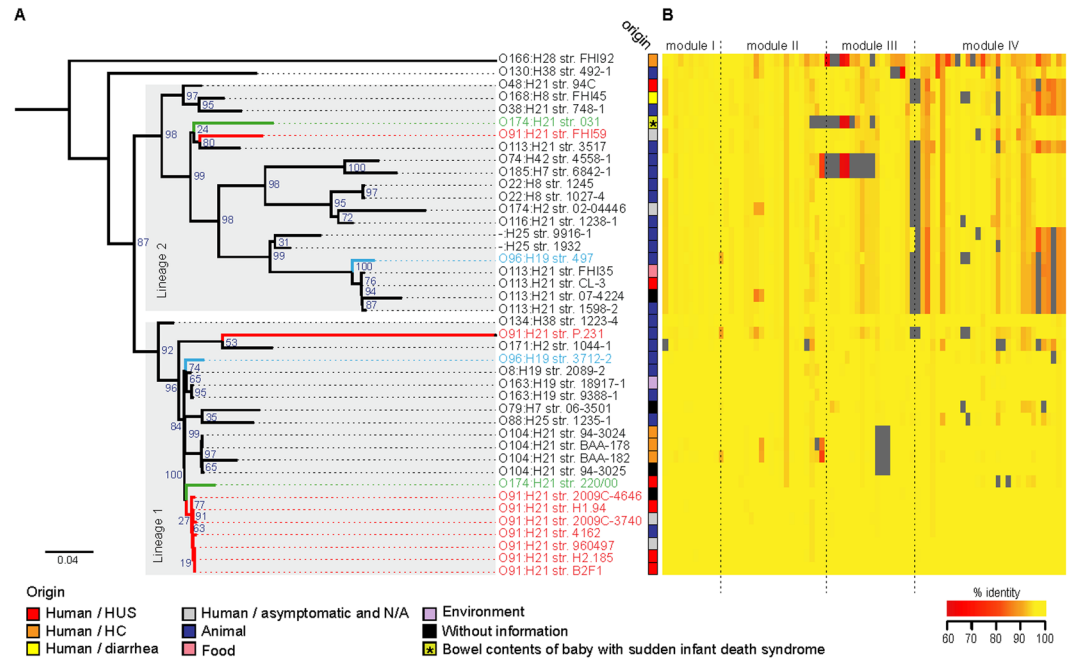 A
B
origin
module I
module II
module III
module IV
O166:H28 str. FHI92
O130:H38 str. 492-1
O48:H21 str. 94C
O168:H8 str. FHI45
O38:H21 str. 748-1
O174:H21 str. 031
O91:H21 str. FHI59
O113:H21 str. 3517
O74:H42 str. 4558-1
O185:H7 str. 6842-1
O22:H8 str. 1245
O22:H8 str. 1027-4
O174:H2 str. 02-04446
O116:H21 str. 1238-1
-:H25 str. 9916-1
-:H25 str. 1932
O96:H19 str. 497
O113:H21 str. FHI35
O113:H21 str. CL-3
O113:H21 str. 07-4224
O113:H21 str. 1598-2
O134:H38 str. 1223-4
O91:H21 str. P.231
O171:H2 str. 1044-1
O96:H19 str. 3712-2
O8:H19 str. 2089-2
O163:H19 str. 18917-1
O163:H19 str. 9388-1
O79:H7 str. 06-3501
O88:H25 str. 1235-1
O104:H21 str. 94-3024
O104:H21 str. BAA-178
O104:H21 str. BAA-182
O104:H21 str. 94-3025
O174:H21 str. 220/00
O91:H21 str. 2009C-4646
O91:H21 str. H1.94
O91:H21 str. 2009C-3740
O91:H21 str. 4162
O91:H21 str. 960497
O91:H21 str. H2.185
O91:H21 str. B2F1
97
95
98
24
80
99
100
98
97
95
72
98
31
99
100
76
94
87
87
Lineage 2
92
53
96
74
65
95
35
84
99
97
65
100
77
91
27
63
19
Lineage 1
0.04
Origin
Human / HUS
Human / HC
Human / diarrhea
Human / asymptomatic and N/A
Animal
Food
Environment
Without information
* Bowel contents of baby with sudden infant death syndrome
% identity
60 70 80 90 100